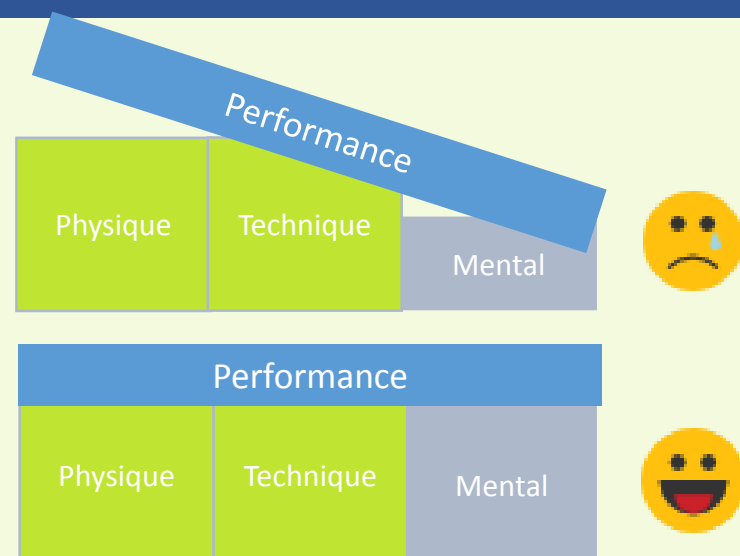 Performance
Physique
Technique
Mental
Performance
Physique
Technique
Mental